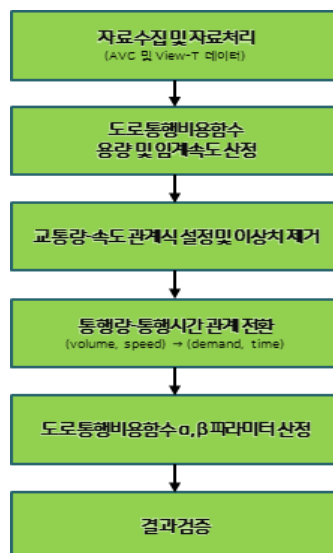 자료 수집 및 자료처리
(AVC 및 View-T 데이터)
도로통행비용함수
용량 및 임계속도 산정
교통량-속도 관계식 설정 및 이상치 제거
통행량-통행시간 관계 전환
(volume, speed) → (demand, time)
도로통행비용함수 α, β 파라미터 산정
결과검증